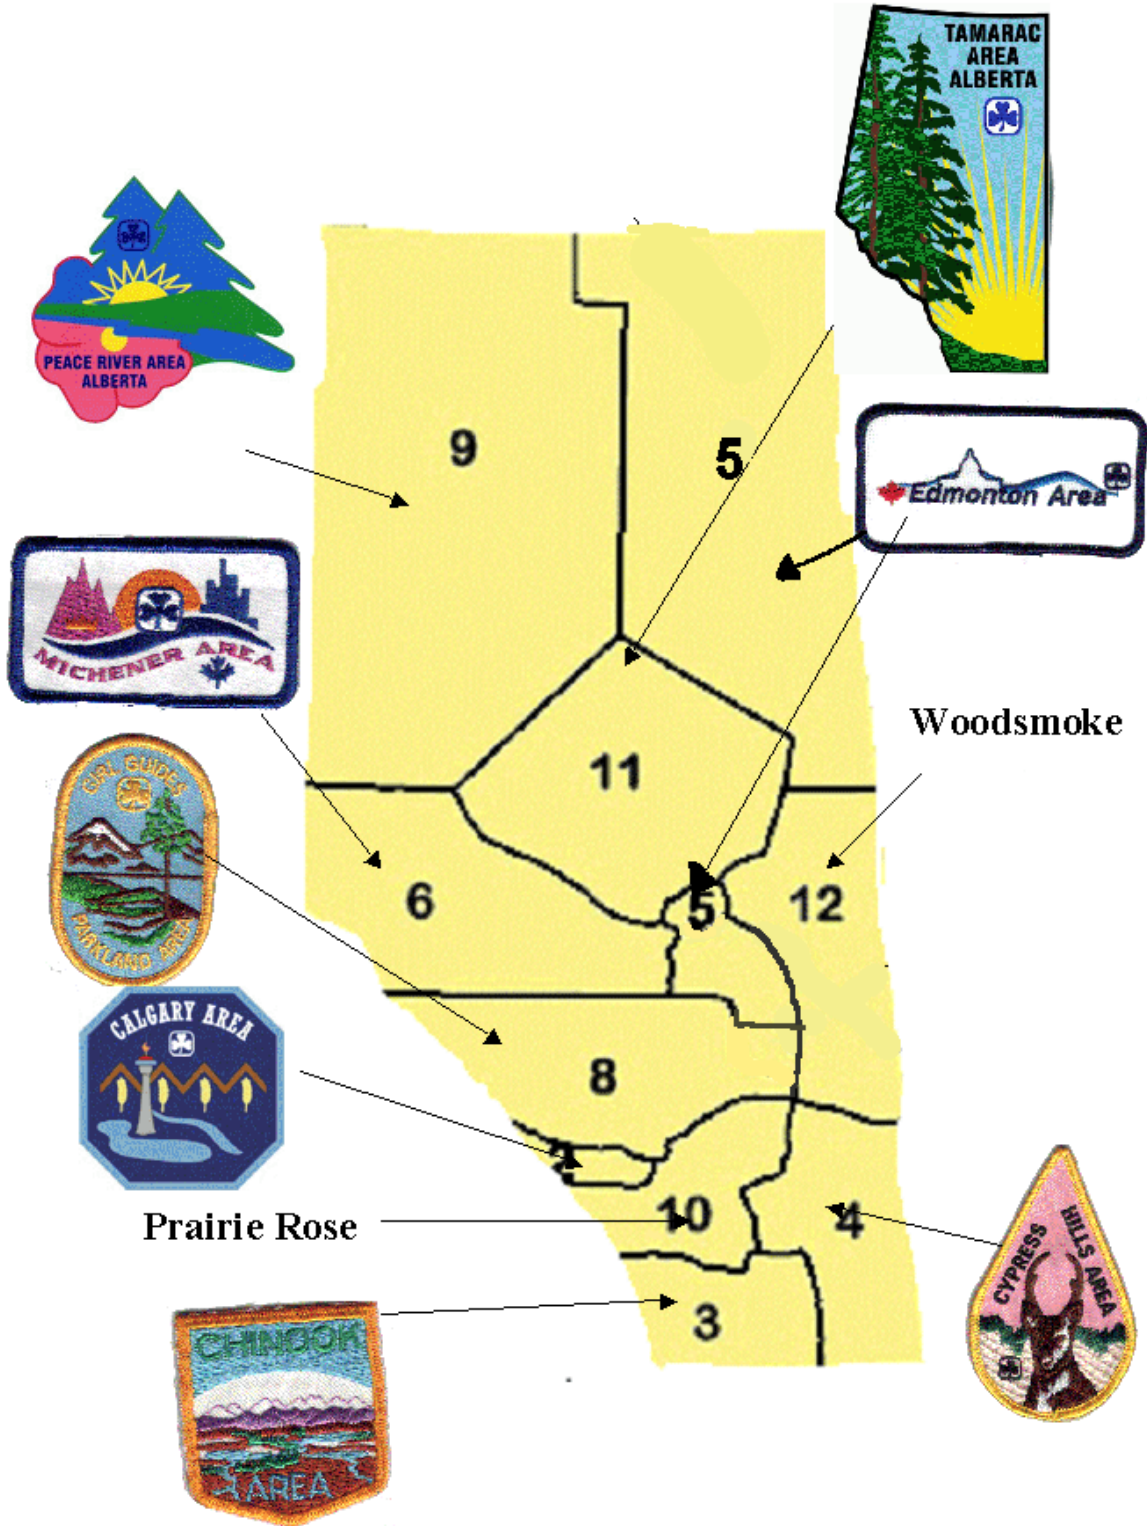 TAMARAC
AREA
ALBERTA
PEACE RIVER AREA
ALBERTA
9
5
Edmonton Area
MICHENER AREA
Woodsmoke
11
GIRL GUIDES
PARKLAND AREA
6
5
12
CALGARY AREA
8
10
Prairie Rose
4
CYPRESS
HILLS AREA
CHINOOK
AREA
3